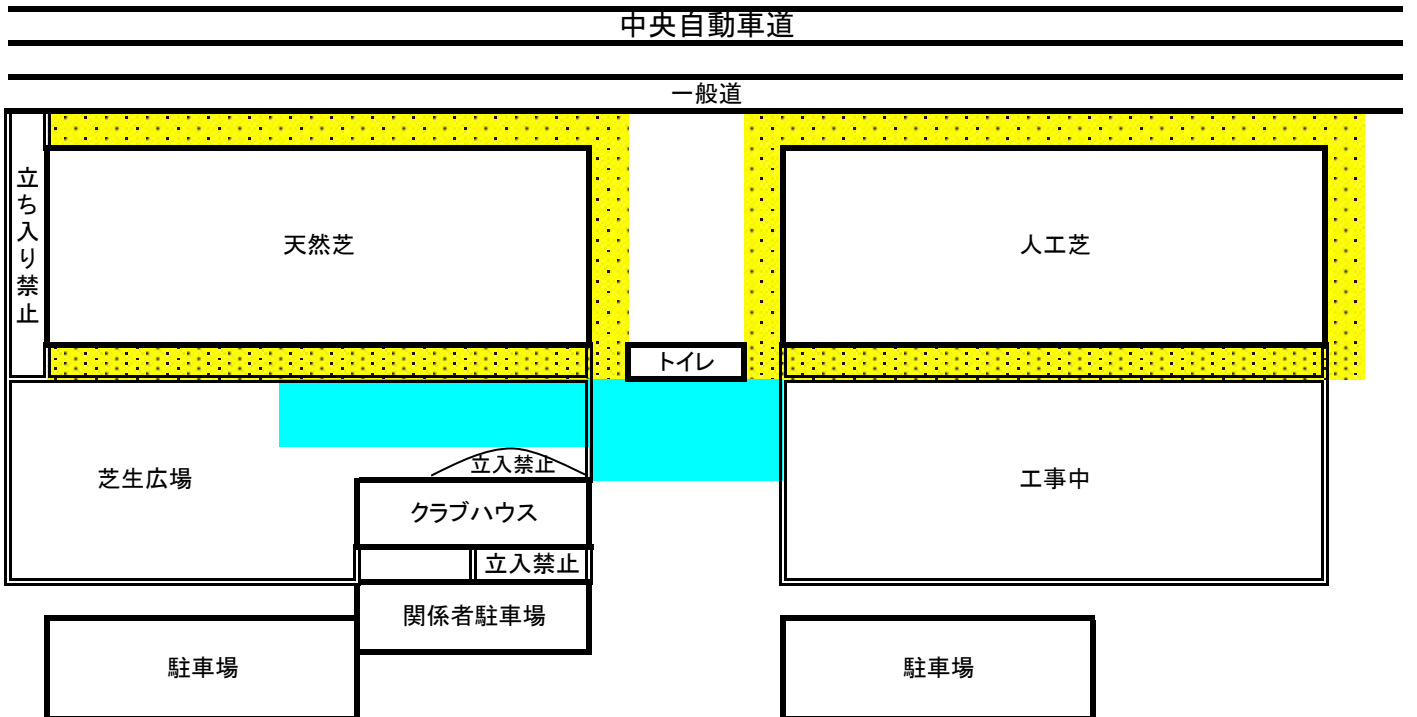 中央自動車道
一般道
立ち入り禁止
天然芝
人工芝
トイレ
芝生広場
立入禁止
工事中
クラブハウス
立入禁止
関係者駐車場
駐車場
駐車場